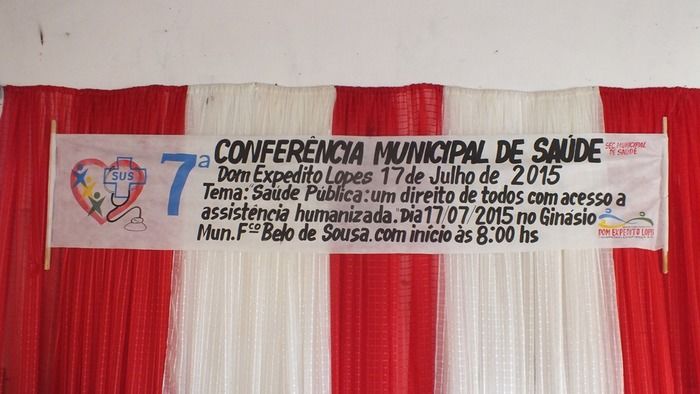 SUS
7ª CONFERÊNCIA MUNICIPAL DE SAÚDE
SEC. MUNICIPAL
DE SAÚDE
Dom Expedito Lopes 17 de Julho de 2015
Tema: Saúde Pública: um direito de todos com acesso a
assistência humanizada. Dia 17/07/2015 no Ginásio
Mun. Fco Belo de Sousa. com início às 8:00 hs
DOM EXPEDITO LOPES